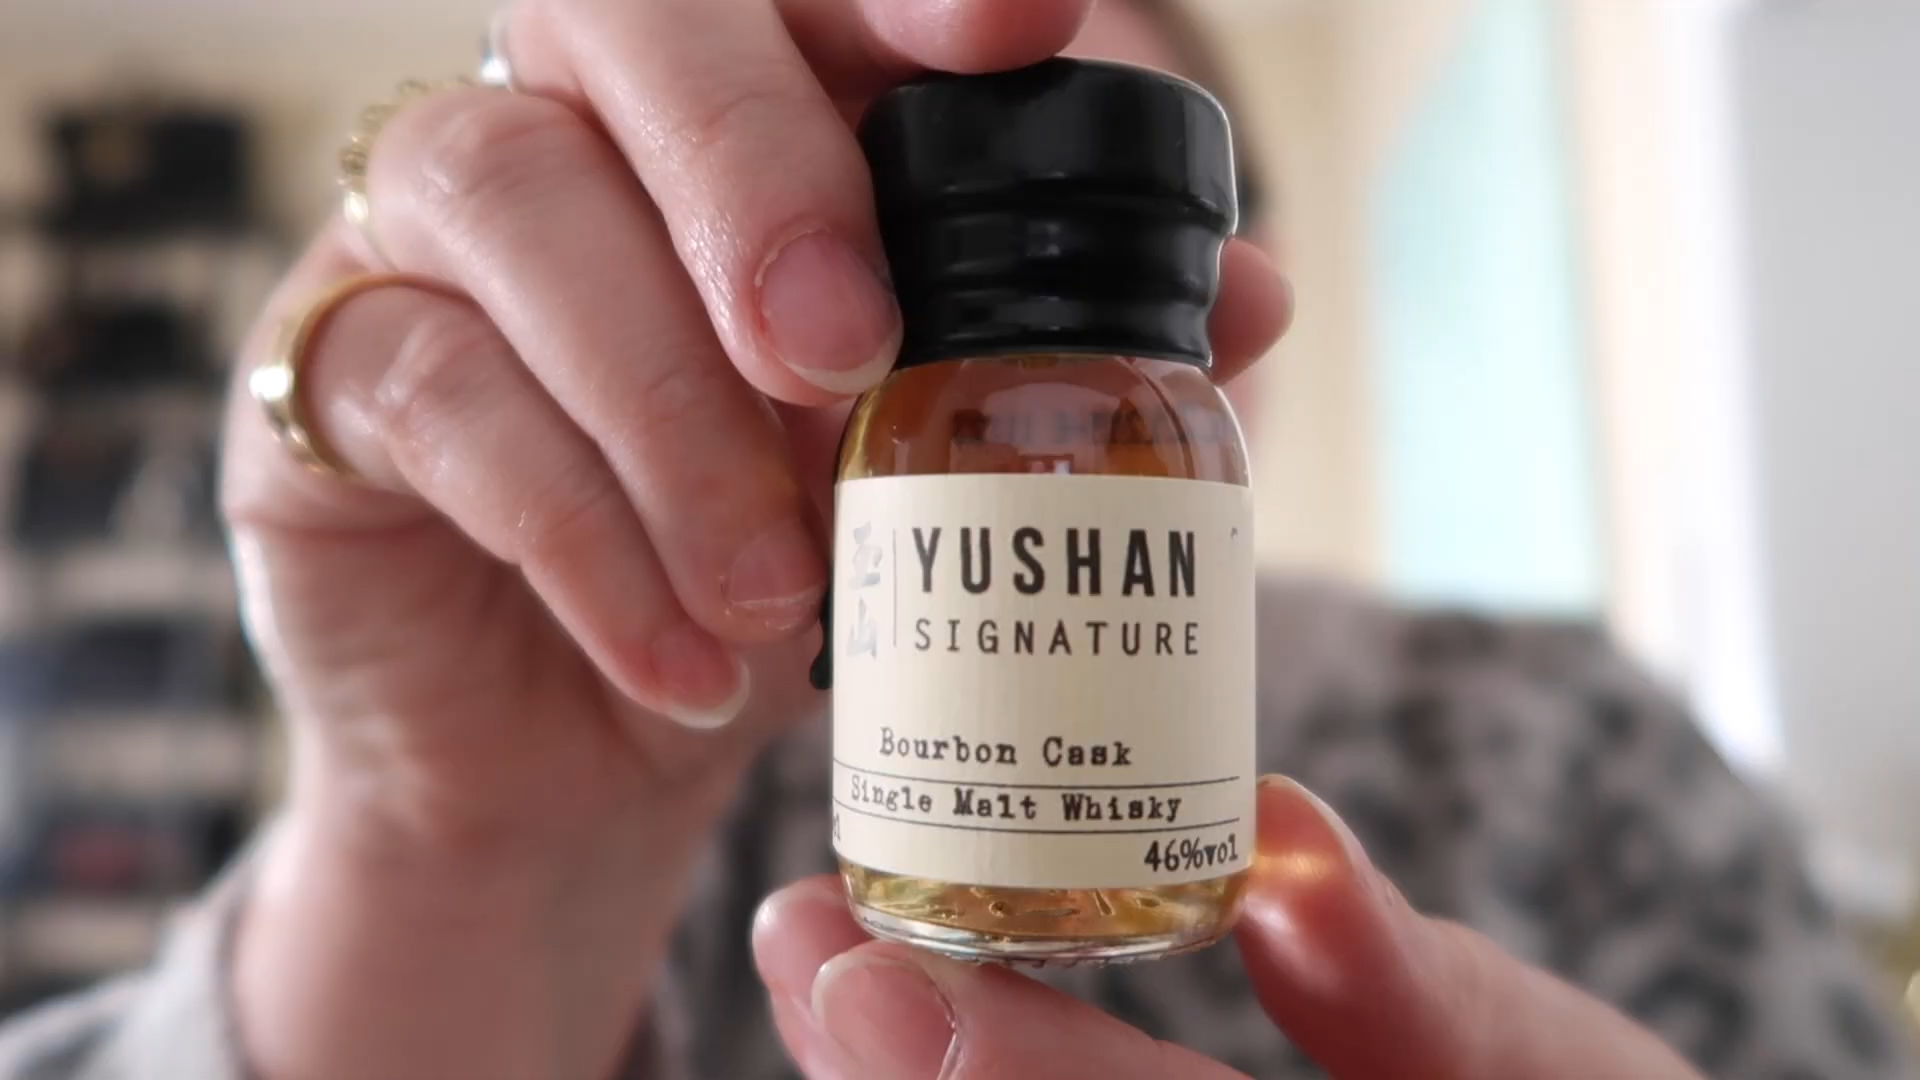 玉山
YUSHAN
SIGNATURE
Bourbon Cask
Single Malt Whisky
46%vol